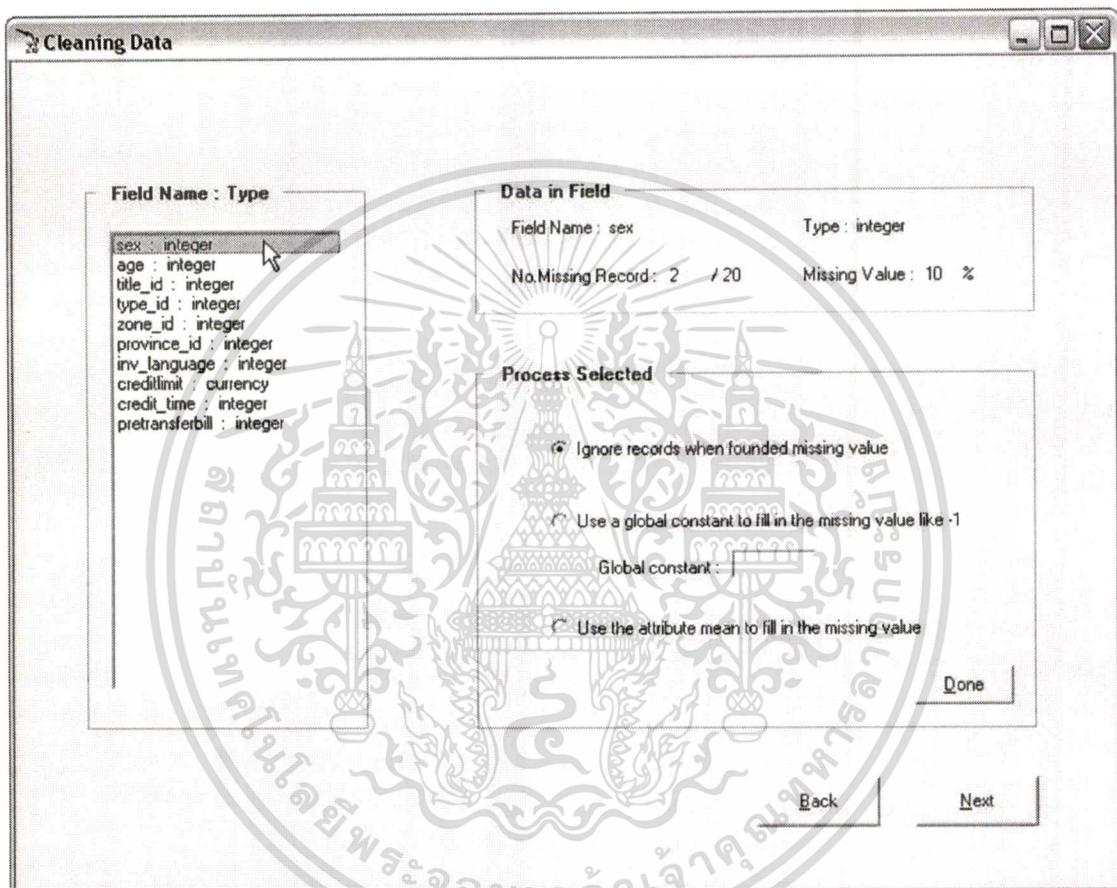 Cleaning Data
Field Name : Type
sex : integer
age : integer
title_id : integer
type_id : integer
zone_id : integer
province_id : integer
inv_language : integer
creditlimit : currency
credit_time : integer
pretransferbill : integer
Data in Field
Field Name : sex
Type : integer
No.Missing Record : 2 / 20
Missing Value : 10 %
Process Selected
Ignore records when founded missing value
Use a global constant to fill in the missing value like -1
Global constant :
Use the attribute mean to fill in the missing value
Done
Back
Next